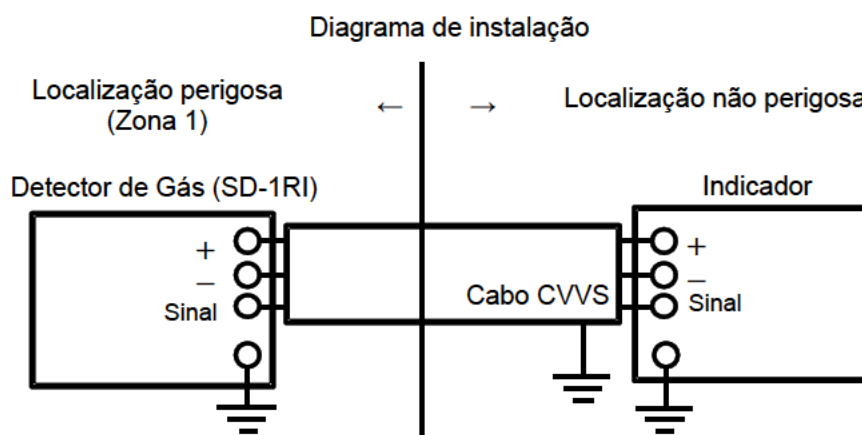 Diagrama de instalação
Localização perigosa
(Zona 1)
← →
Localização não perigosa
Detector de Gás (SD-1RI)
Indicador
+
−
Sinal
Cabo CVVS
+
−
Sinal